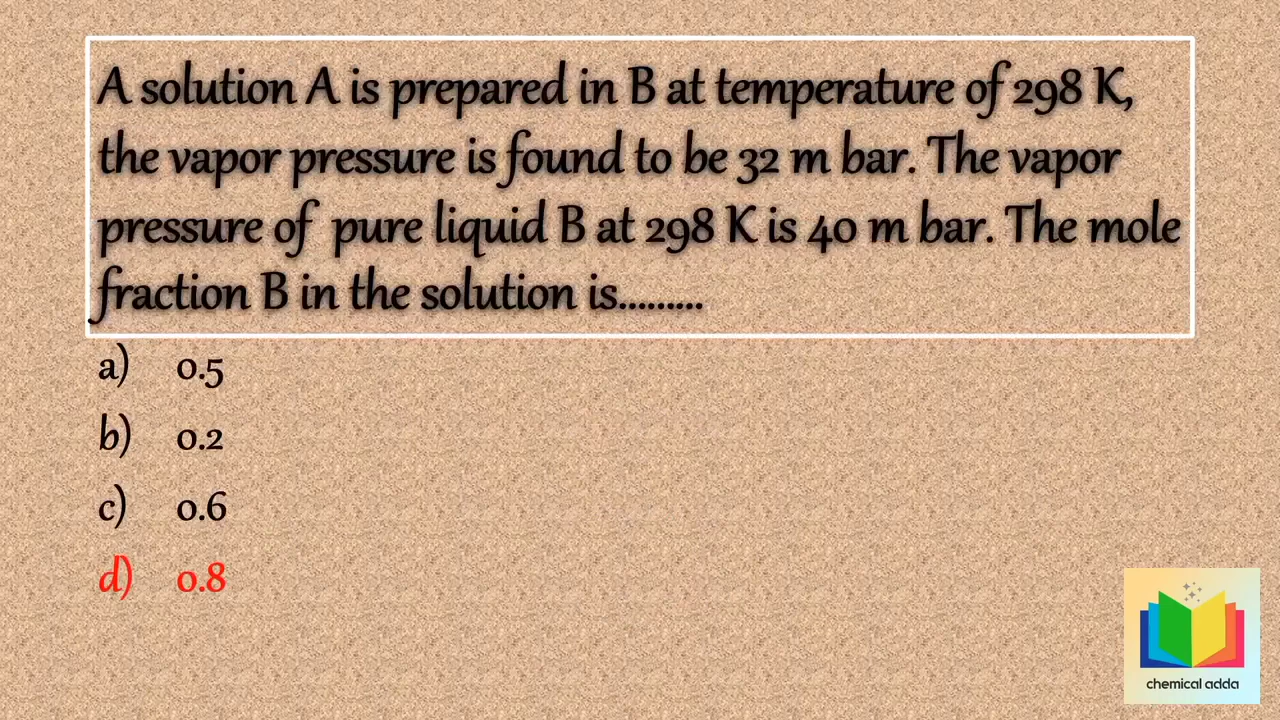 A solution A is prepared in B at temperature of 298 K,
the vapor pressure is found to be 32 m bar. The vapor
pressure of pure liquid B at 298 K is 40 m bar. The mole
fraction B in the solution is.........
a) 0.5
b) 0.2
c) 0.6
d) 0.8
chemical adda